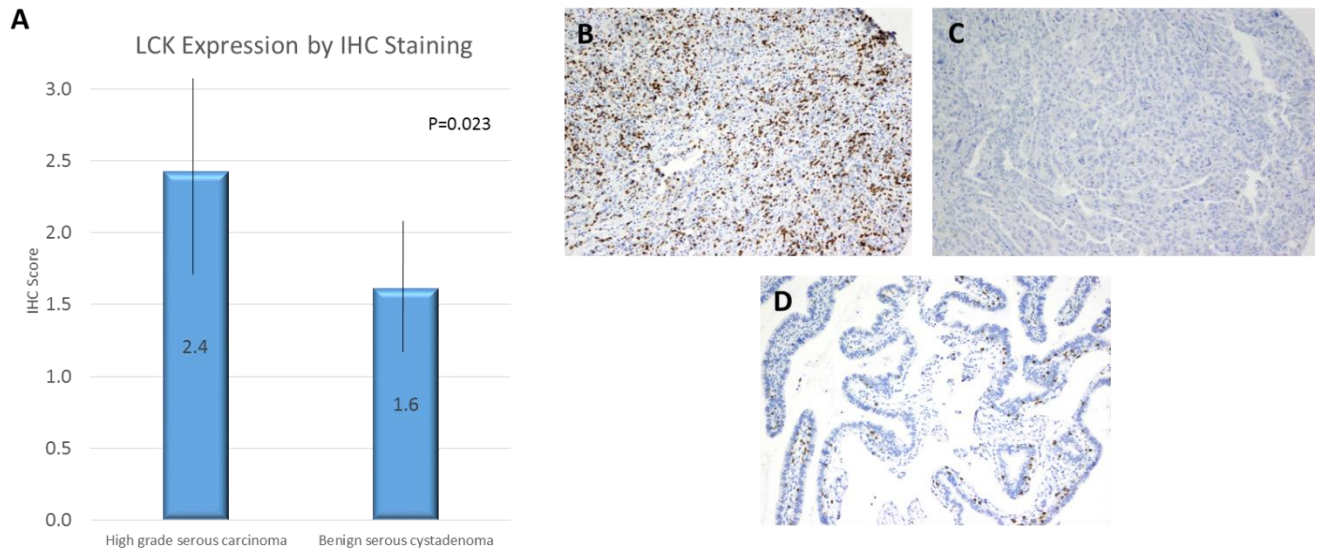 A
LCK Expression by IHC Staining
3.0
2.5
2.0
1.5
1.0
0.5
0.0
IHC Score
P=0.023
2.4
1.6
High grade serous carcinoma
Benign serous cystadenoma
B
C
D